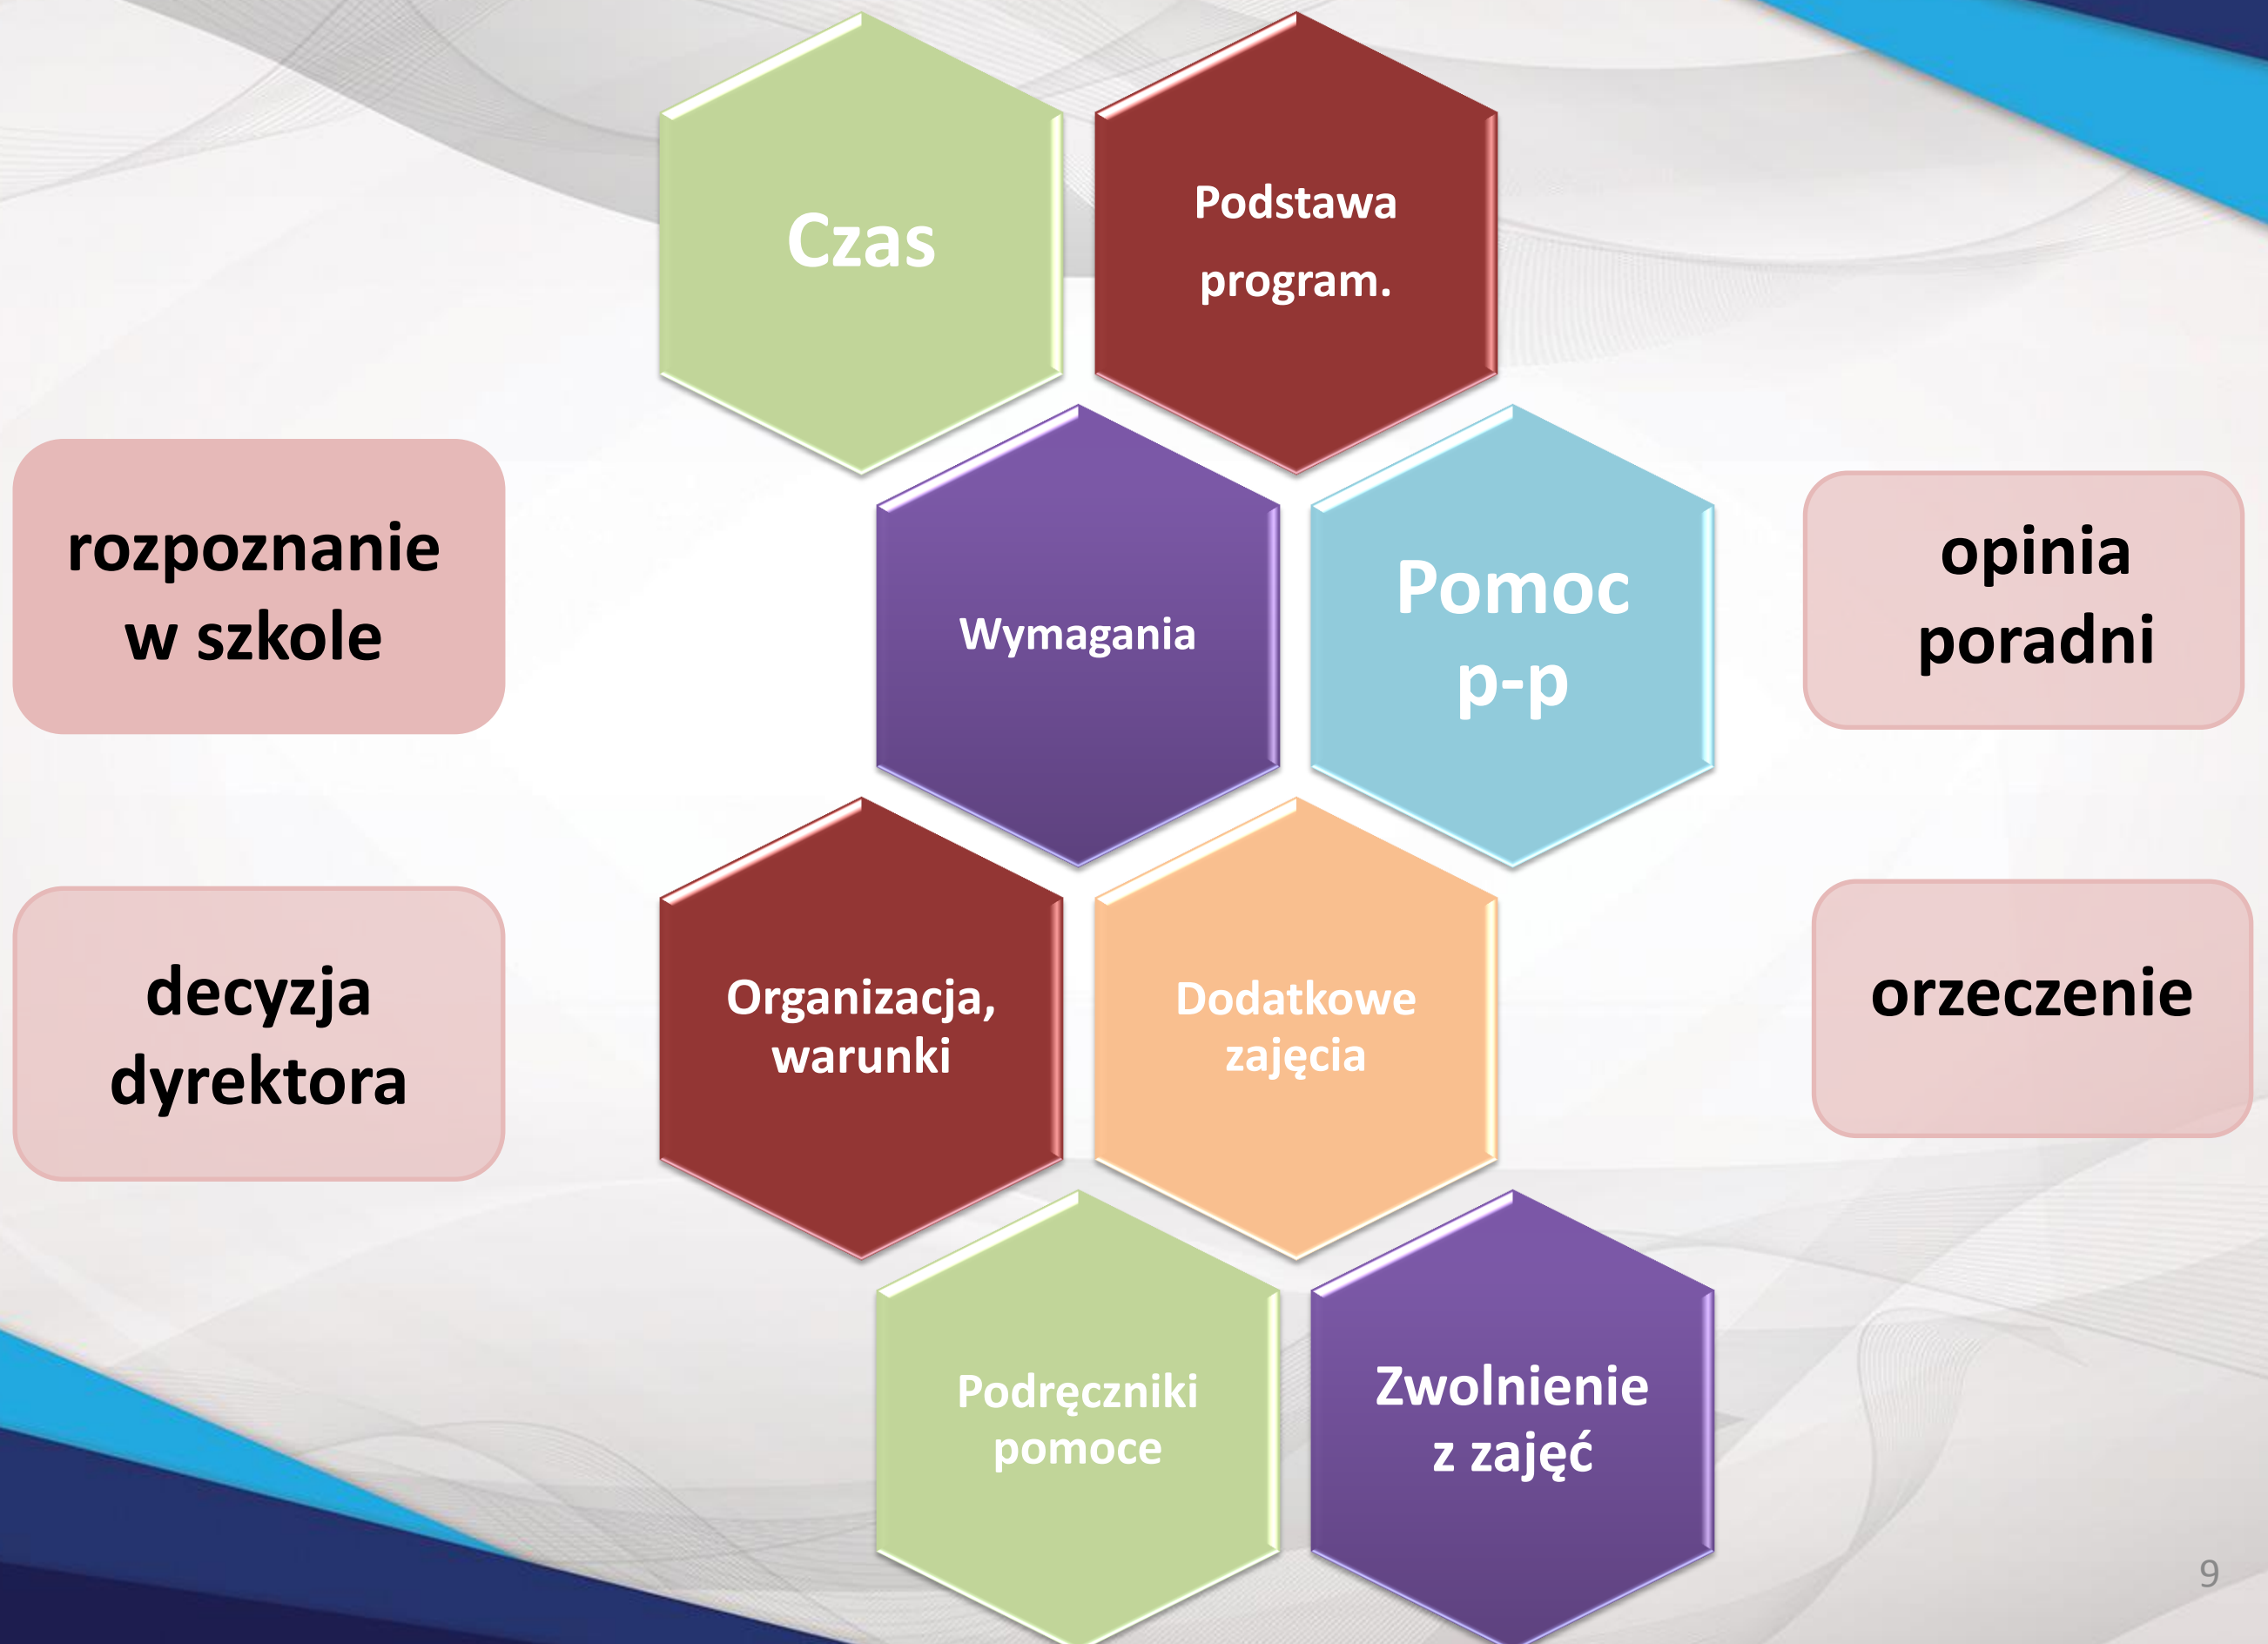 Czas
Podstawa
program.
rozpoznanie
w szkole
Wymagania
Pomoc
p-p
opinia
poradni
decyzja
dyrektora
Organizacja,
warunki
Dodatkowe
zajęcia
orzeczenie
Podręczniki
pomoce
Zwolnienie
z zajęć
9